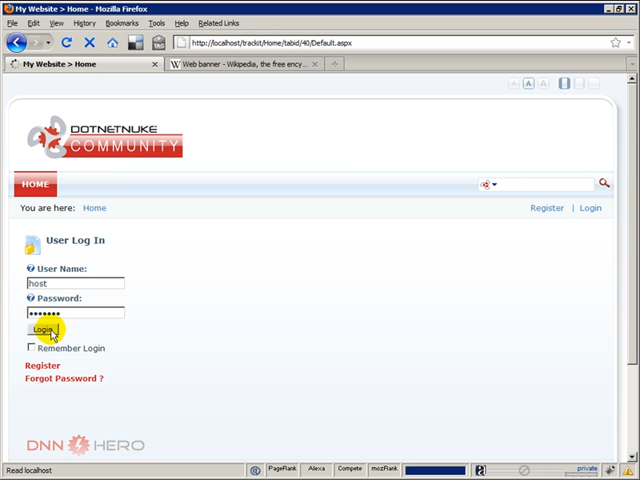 My Website > Home - Mozilla Firefox
File Edit View History Bookmarks Tools Help Related Links
http://localhost/trackit/Home/tabid/40/Default.aspx
My Website > Home
Web banner - Wikipedia, the free ency...
DOTNETNUKE
COMMUNITY
HOME
You are here: Home
Register | Login
User Log In
User Name:
host
Password:
•••••••
Login
Remember Login
Register
Forgot Password ?
DNN HERO
Read localhost
PageRank Alexa Compete mozRank
private